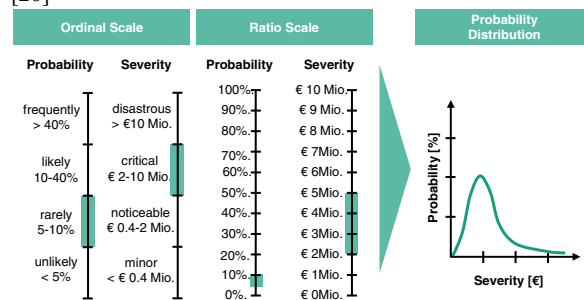 [20]
Ordinal Scale
Ratio Scale
Probability
Distribution
Probability
Severity
Probability
Severity
frequently
> 40%
likely
10-40%
rarely
5-10%
unlikely
< 5%
disastrous
> €10 Mio.
critical
€ 2-10 Mio.
noticeable
€ 0.4-2 Mio.
minor
< € 0.4 Mio.
100%
90%
80%
70%
60%
50%
40%
30%
20%
10%
0%
€ 10 Mio.
€ 9 Mio.
€ 8 Mio.
€ 7Mio.
€ 6Mio.
€ 5Mio.
€ 4Mio.
€ 3Mio.
€ 2Mio.
€ 1Mio.
€ 0Mio.
Probability [%]
Severity [€]